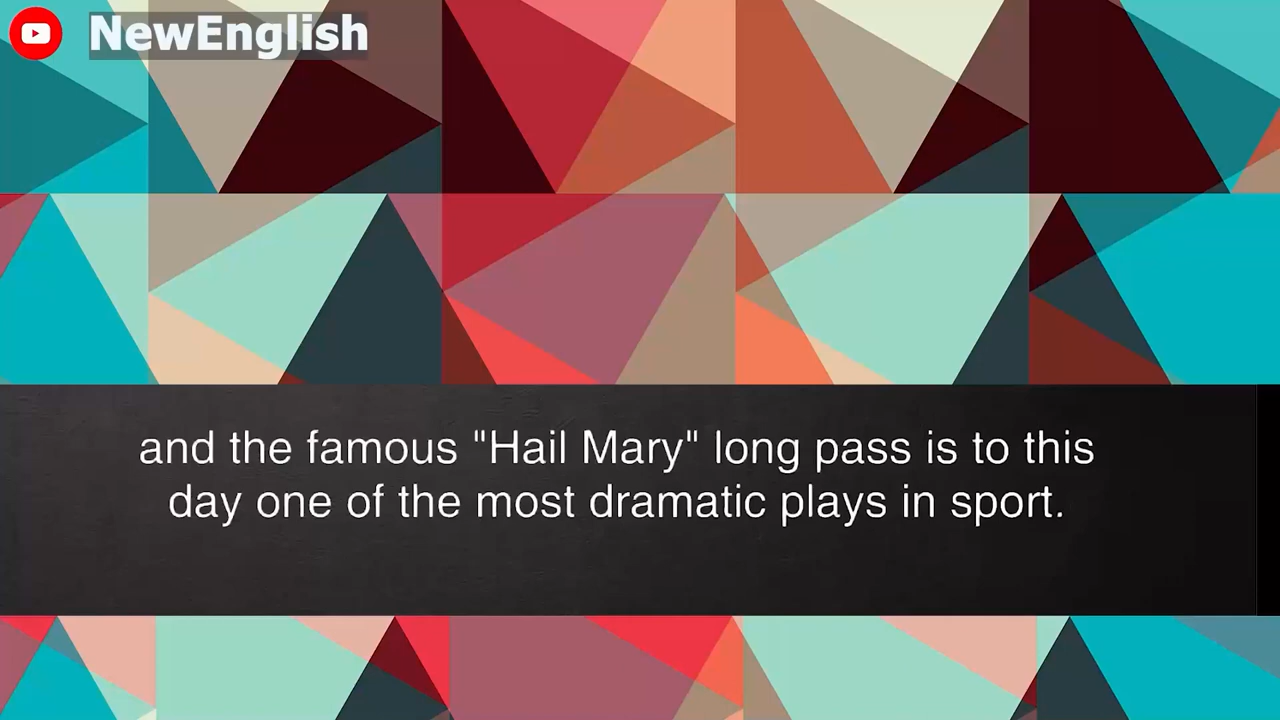 NewEnglish
and the famous "Hail Mary" long pass is to this
day one of the most dramatic plays in sport.